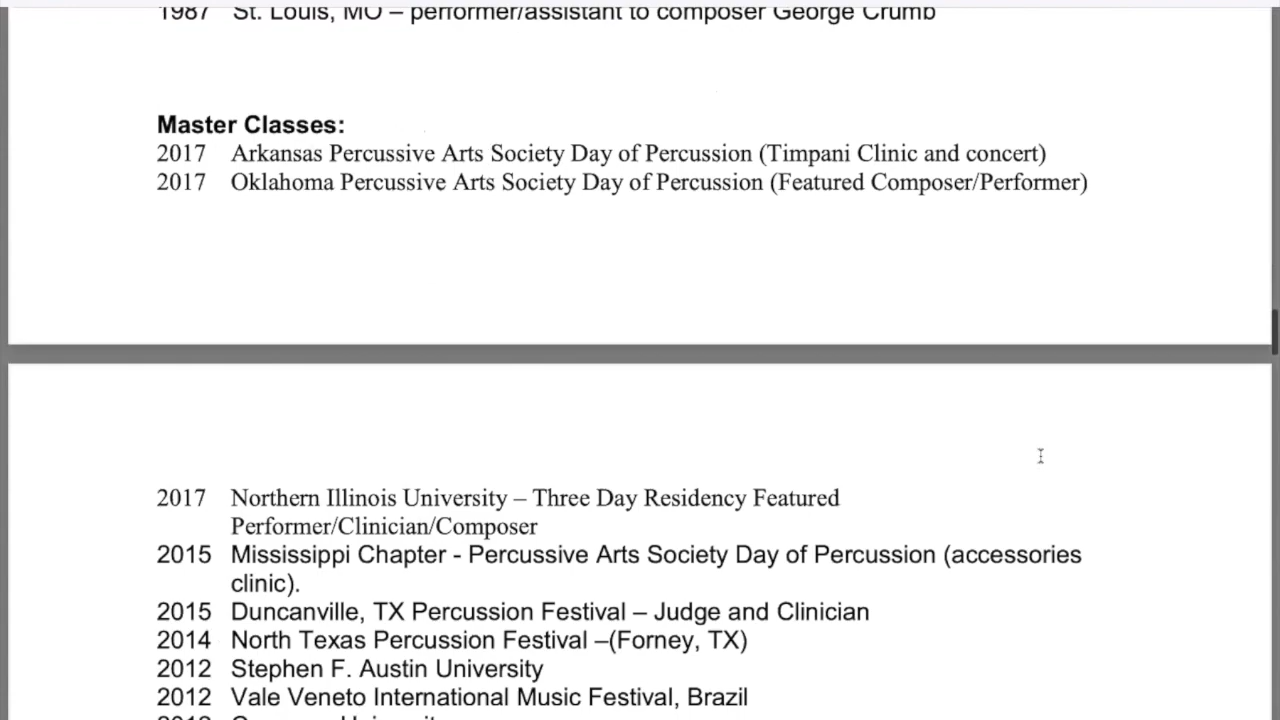 1987 St. Louis, MO – performer/assistant to composer George Crumb
Master Classes:
2017 Arkansas Percussive Arts Society Day of Percussion (Timpani Clinic and concert)
2017 Oklahoma Percussive Arts Society Day of Percussion (Featured Composer/Performer)
2017 Northern Illinois University – Three Day Residency Featured
Performer/Clinician/Composer
2015 Mississippi Chapter - Percussive Arts Society Day of Percussion (accessories
clinic).
2015 Duncanville, TX Percussion Festival – Judge and Clinician
2014 North Texas Percussion Festival –(Forney, TX)
2012 Stephen F. Austin University
2012 Vale Veneto International Music Festival, Brazil